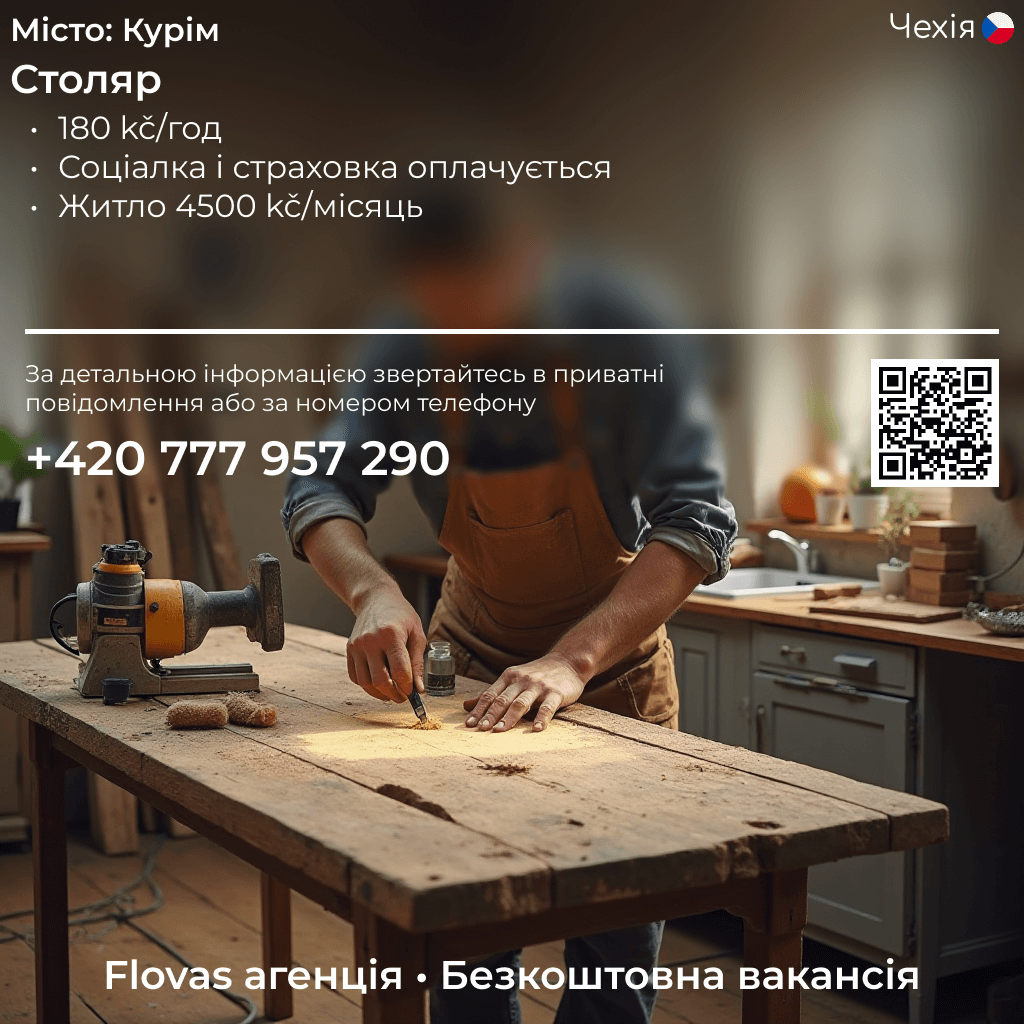 Місто: Курім
Чехія
Столяр
• 180 kč/год
• Соціалка і страховка оплачується
• Житло 4500 kč/місяць
За детальною інформацією звертайтесь в приватні
повідомлення або за номером телефону
+420 777 957 290
Flovas агенція • Безкоштовна вакансія